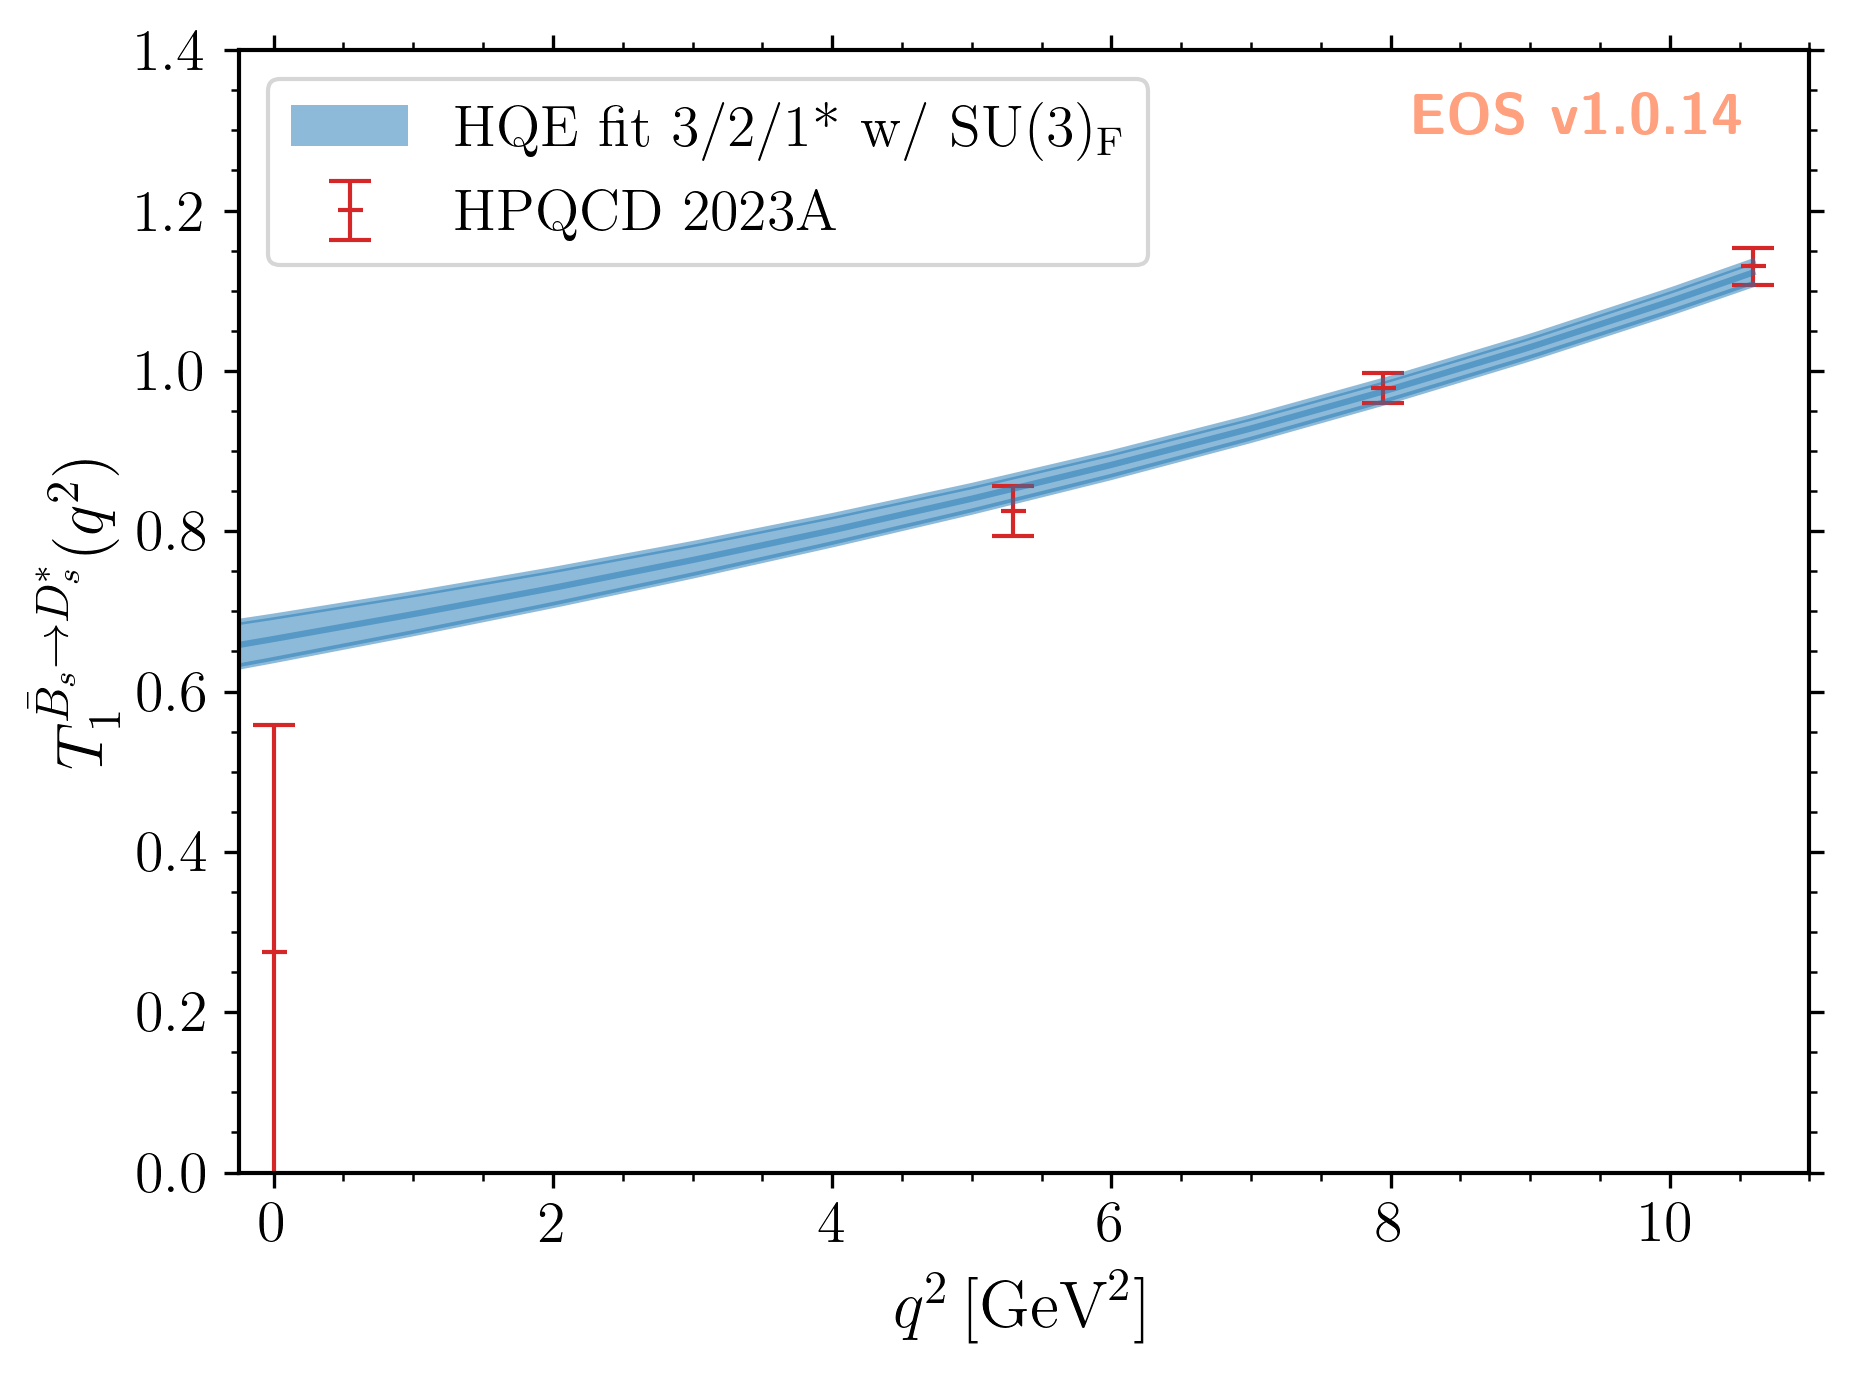 1.4
1.2
1.0
0.8
0.6
0.4
0.2
0.0
T₁^{B̄ₛ→Dₛ*}(q²)
HQE fit 3/2/1* w/ SU(3)_F
HPQCD 2023A
EOS v1.0.14
0 2 4 6 8 10
q² [GeV²]